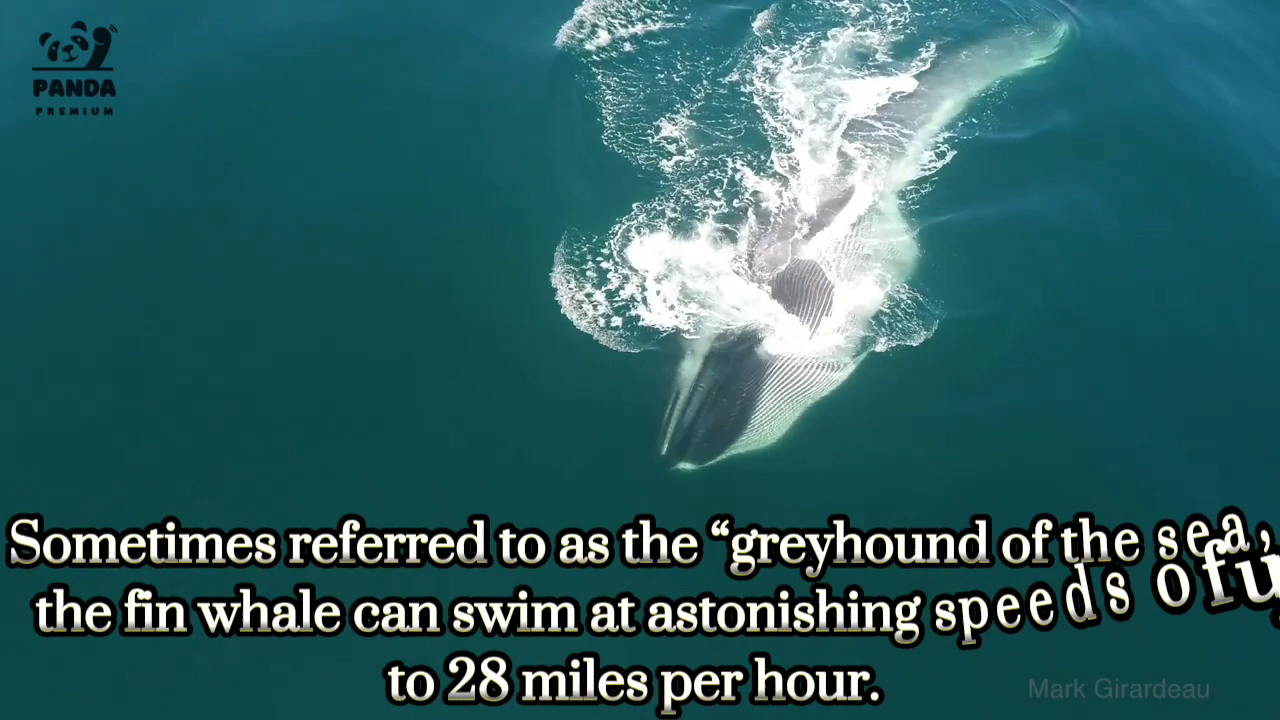 PANDA
PREMIUM
Sometimes referred to as the “greyhound of the sea,
the fin whale can swim at astonishing speeds of u
to 28 miles per hour.
Mark Girardeau